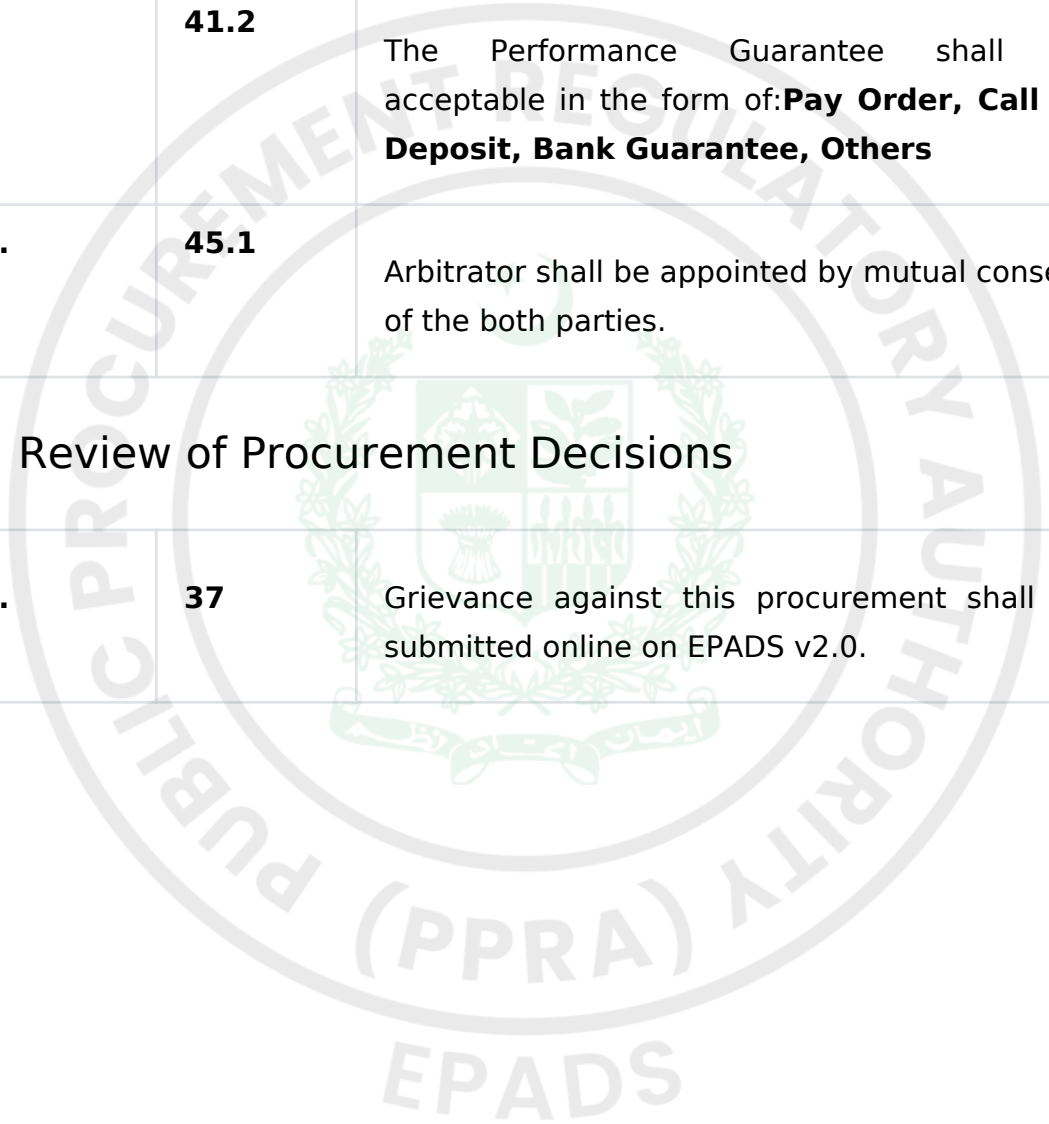 41.2
The Performance Guarantee shall
acceptable in the form of:Pay Order, Call
Deposit, Bank Guarantee, Others
. 45.1
Arbitrator shall be appointed by mutual
of the both parties.
Review of Procurement Decisions
. 37 Grievance against this procurement shall
submitted online on EPADS v2.0.
PUBLIC PROCUREMENT REGULATORY AUTHORITY
(PPRA)
EPADS